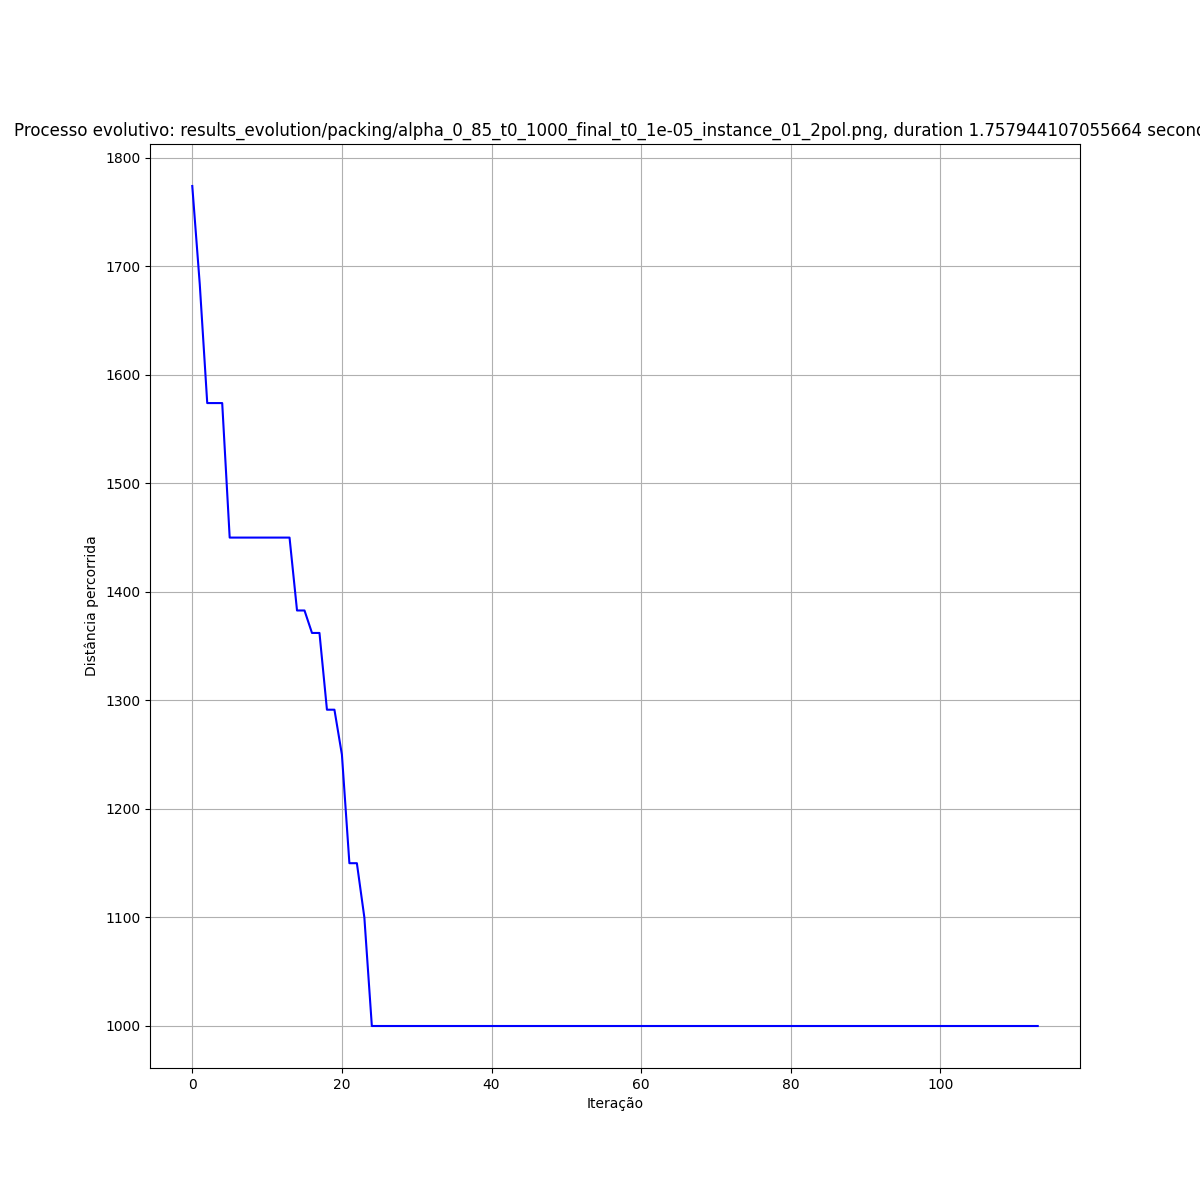 Processo evolutivo: results_evolution/packing/alpha_0_85_t0_1000_final_t0_1e-05_instance_01_2pol.png, duration 1.757944107055664
1800
1700
1600
1500
1400
1300
1200
1100
1000
Distância percorrida
0 20 40 60 80 100
Iteração